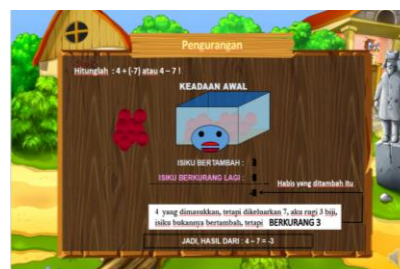 Pengurangan
Hitunglah : 4 + (-7) atau 4 – 7 !
KEADAAN AWAL
ISIKU BERTAMBAH :
ISIKU BERKURANG LAGI :
Habis yang ditambah itu
4 yang dimasukkan, tetapi dikeluarkan 7, aku rugi 3 biji,
isiku bukannya bertambah, tetapi BERKURANG 3
JADI, HASIL DARI : 4 – 7 = -3